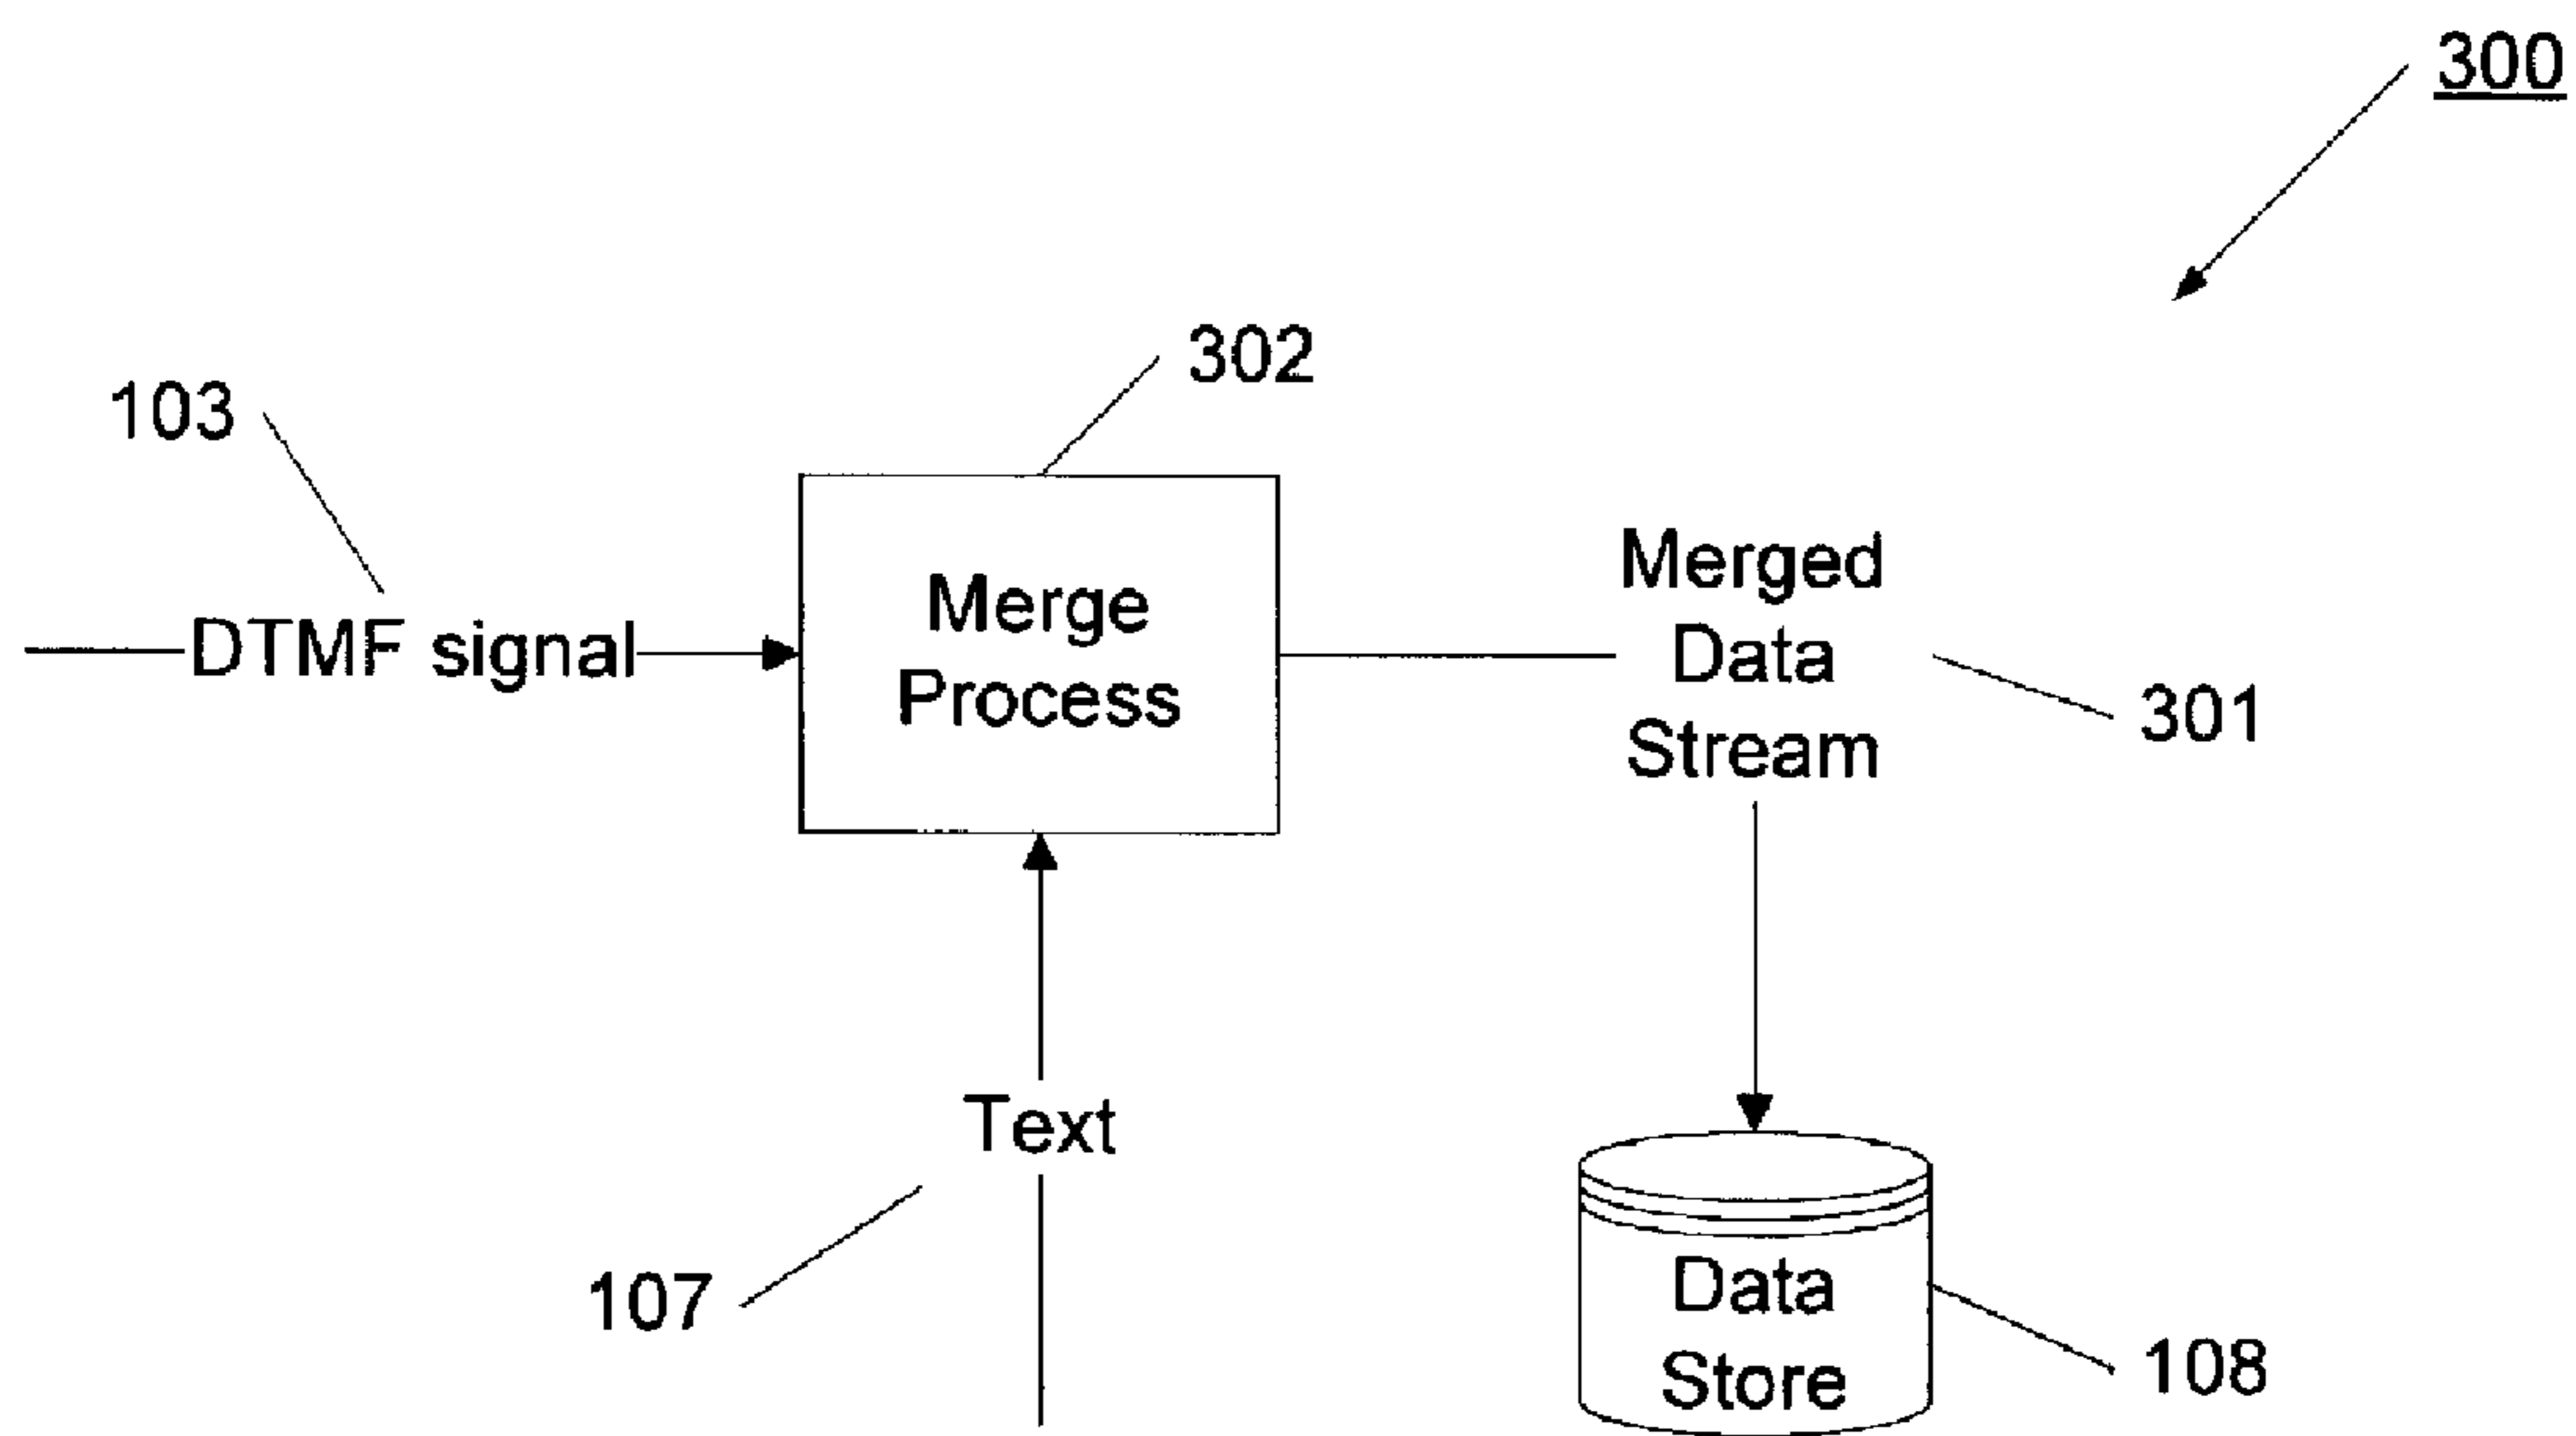 300
302
103
Merge
Process
DTMF signal
Merged
Data
Stream
301
Text
107
Data
Store
108